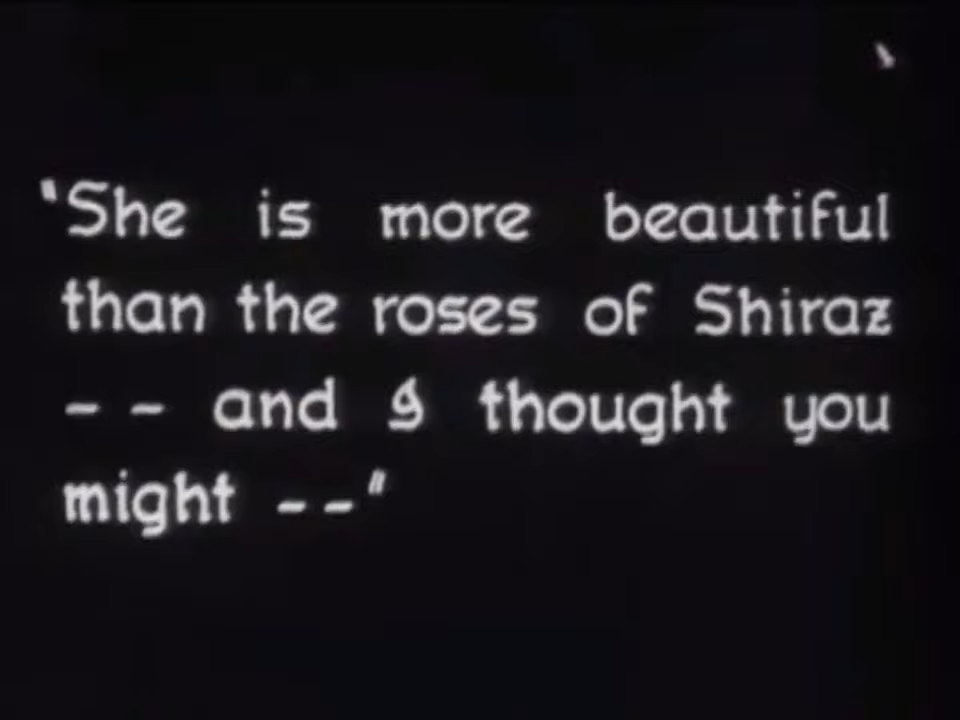 "She is more beautiful
than the roses of Shiraz
-- and I thought you
might --"